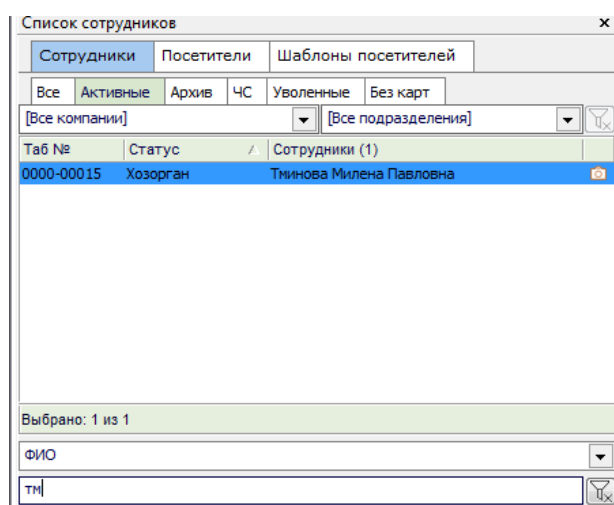 Список сотрудников
Сотрудники Посетители Шаблоны посетителей
Все Активные Архив ЧС Уволенные Без карт
[Все компании] [Все подразделения]
Таб № Статус Сотрудники (1)
0000-00015 Хозорган Тминова Милена Павловна
Выбрано: 1 из 1
ФИО
тм